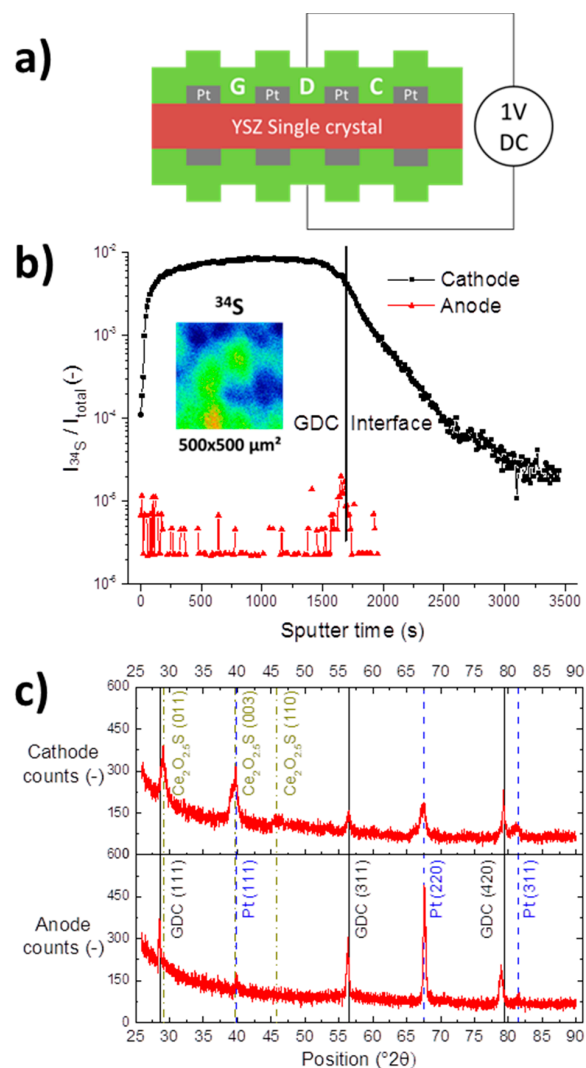 a)
G D C
Pt Pt Pt Pt
YSZ Single crystal
1V
DC
b)
10⁻²
10⁻³
10⁻⁴
10⁻⁵
10⁻⁶
I₃₄S / Itotal (-)
Cathode
Anode
³⁴S
500x500 µm²
GDC Interface
0 500 1000 1500 2000 2500 3000 3500
Sputter time (s)
c)
25 30 35 40 45 50 55 60 65 70 75 80 85 90
600
450
300
150
Cathode
counts (-)
Ce₂O₂.₅S (011)
Ce₂O₂.₅S (003)
Ce₂O₂.₅S (110)
600
450
300
150
0
Anode
counts (-)
GDC (111)
Pt (111)
GDC (311)
Pt (220)
GDC (420)
Pt (311)
25 30 35 40 45 50 55 60 65 70 75 80 85 90
Position (°2θ)